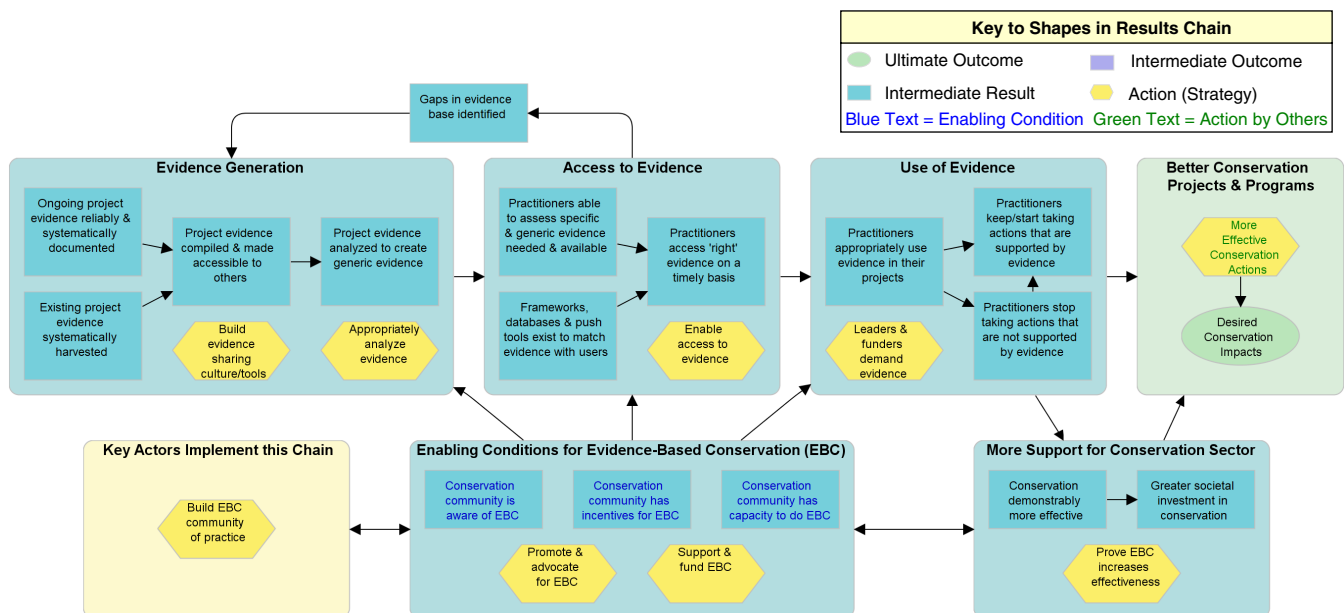 Key to Shapes in Results Chain
Ultimate Outcome
Intermediate Outcome
Intermediate Result
Action (Strategy)
Blue Text = Enabling Condition
Green Text = Action by Others
Gaps in evidence
base identified
Evidence Generation
Ongoing project
evidence reliably &
systematically
documented
Existing project
evidence
systematically
harvested
Project evidence
compiled & made
accessible to
others
Project evidence
analyzed to create
generic evidence
Build
evidence
sharing
culture/tools
Appropriately
analyze
evidence
Access to Evidence
Practitioners able
to assess specific
& generic evidence
needed & available
Frameworks,
databases & push
tools exist to match
evidence with users
Practitioners
access 'right'
evidence on a
timely basis
Enable
access to
evidence
Use of Evidence
Practitioners
appropriately use
evidence in their
projects
Practitioners
keep/start taking
actions that are
supported by
evidence
Practitioners stop
taking actions that
are not supported
by evidence
Leaders &
funders
demand
evidence
Better Conservation
Projects & Programs
More
Effective
Conservation
Actions
Desired
Conservation
Impacts
Key Actors Implement this Chain
Build EBC
community
of practice
Enabling Conditions for Evidence-Based Conservation (EBC)
Conservation
community is
aware of EBC
Conservation
community has
incentives for EBC
Conservation
community has
capacity to do EBC
Promote &
advocate
for EBC
Support &
fund EBC
More Support for Conservation Sector
Conservation
demonstrably
more effective
Greater societal
investment in
conservation
Prove EBC
increases
effectiveness